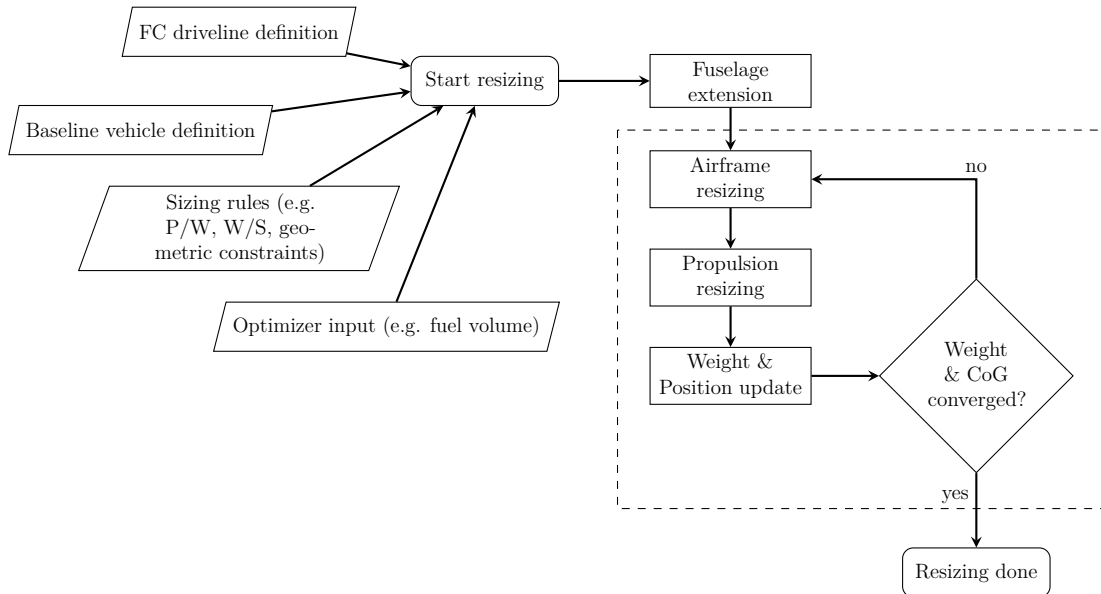 FC driveline definition
Start resizing
Fuselage
extension
Baseline vehicle definition
Sizing rules (e.g.
P/W, W/S, geo-
metric constraints)
Optimizer input (e.g. fuel volume)
Airframe
resizing
no
Propulsion
resizing
Weight &
Position update
Weight
& CoG
converged?
yes
Resizing done